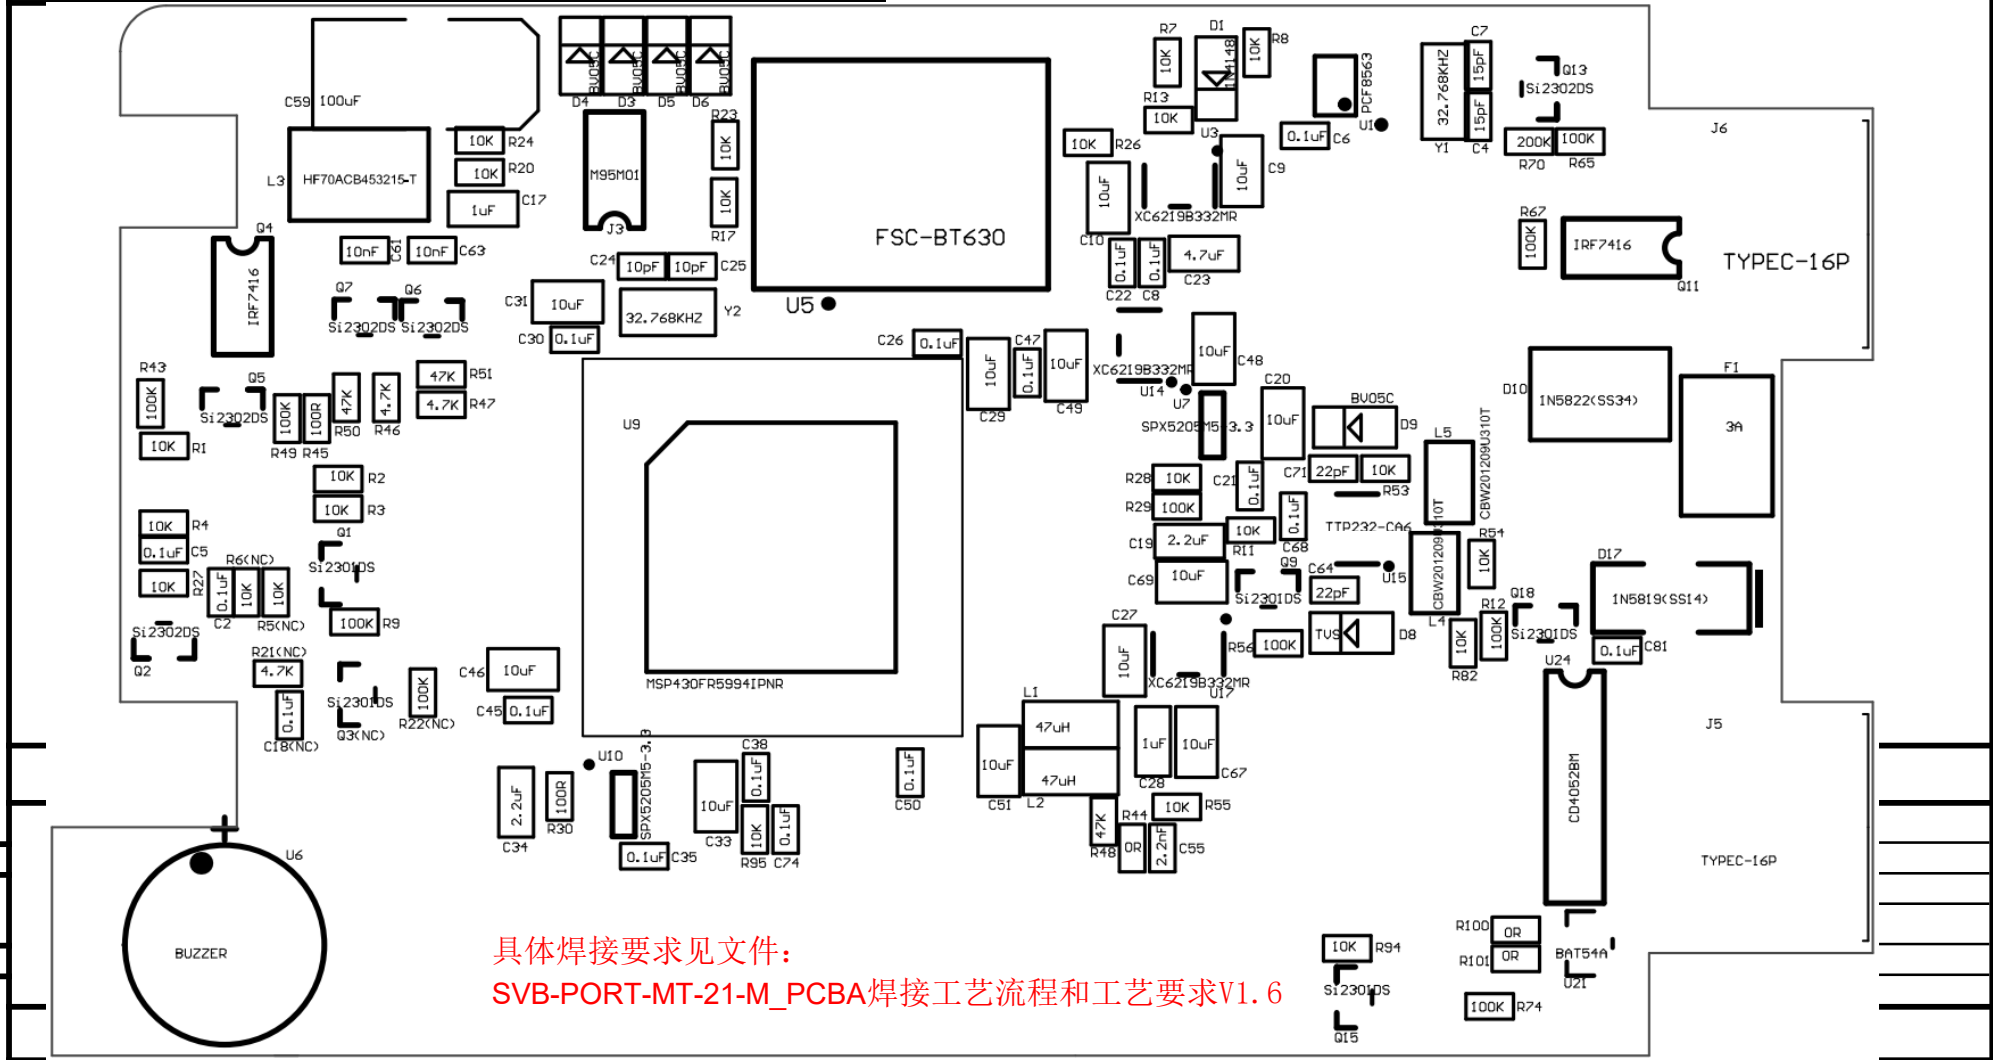 C59
100uF
BV05C
BV05C
BV05C
BV05C
D4
D3
D5
D6
R7
10K
D1
1N4148
10K
R8
PCF8563
U1
32.768KHZ
Y1
C7
15pF
15pF
C4
Q13
Si2302DS
J6
R13
10K
U3
0.1uF
C6
200K
R70
100K
R65
10K
R24
10K
R20
L3
HF70ACB453215-T
1uF
C17
M95M01
J3
R23
10K
10K
R17
FSC-BT630
U5
10K
R26
10uF
C10
XC6219B332MR
10uF
C9
R67
100K
IRF7416
Q11
TYPEC-16P
Q4
IRF7416
10nF
C61
10nF
C63
C24
10pF
10pF
C25
0.1uF
C22
0.1uF
C8
4.7uF
C23
Q7
Si2302DS
Q6
Si2302DS
C31
10uF
C30
0.1uF
32.768KHZ
Y2
C26
0.1uF
10uF
C29
C47
0.1uF
10uF
C49
XC6219B332MR
U14
10uF
C48
U7
SPX5205M5-3.3
C20
10uF
BV05C
D9
D10
1N5822(SS34)
F1
3A
R43
100K
Q5
Si2302DS
10K
R1
100K
R49
100R
R45
47K
R50
4.7K
R46
47K
R51
4.7K
R47
U9
MSP430FR5994IPNR
10K
R2
10K
R3
R28
10K
R29
100K
C21
0.1uF
C71
22pF
10K
R53
L5
CBW201209U310T
C19
2.2uF
10K
R11
0.1uF
C68
TTP232-CA6
U15
CBW201209U310T
L4
R54
10K
10K
R4
0.1uF
C5
10K
R27
Si2302DS
Q2
R6(NC)
0.1uF
C2
10K
10K
R5(NC)
Q1
Si2301DS
100K
R9
C69
10uF
Q9
Si2301DS
C64
22pF
TVS
D8
R12
100K
10K
R82
Q18
Si2301DS
D17
1N5819(SS14)
0.1uF
C81
R21(NC)
4.7K
0.1uF
C18(NC)
Si2301DS
Q3(NC)
100K
R22(NC)
C46
10uF
C45
0.1uF
C27
10uF
XC6219B332MR
U17
R56
100K
U24
CD4052BM
J5
TYPEC-16P
L1
47uH
47uH
L2
10uF
C51
1uF
C28
10uF
C67
U10
SPX5205M5-3.3
2.2uF
C34
100R
R30
0.1uF
C35
10uF
C33
C38
0.1uF
10K
R95
0.1uF
C74
0.1uF
C50
47K
R48
R44
0R
10K
R55
2.2nF
C55
U6
BUZZER
R100
0R
R101
0R
BAT54A
U21
10K
R94
Si2301DS
Q15
100K
R74
具体焊接要求见文件：
SVB-PORT-MT-21-M_PCBA焊接工艺流程和工艺要求V1.6